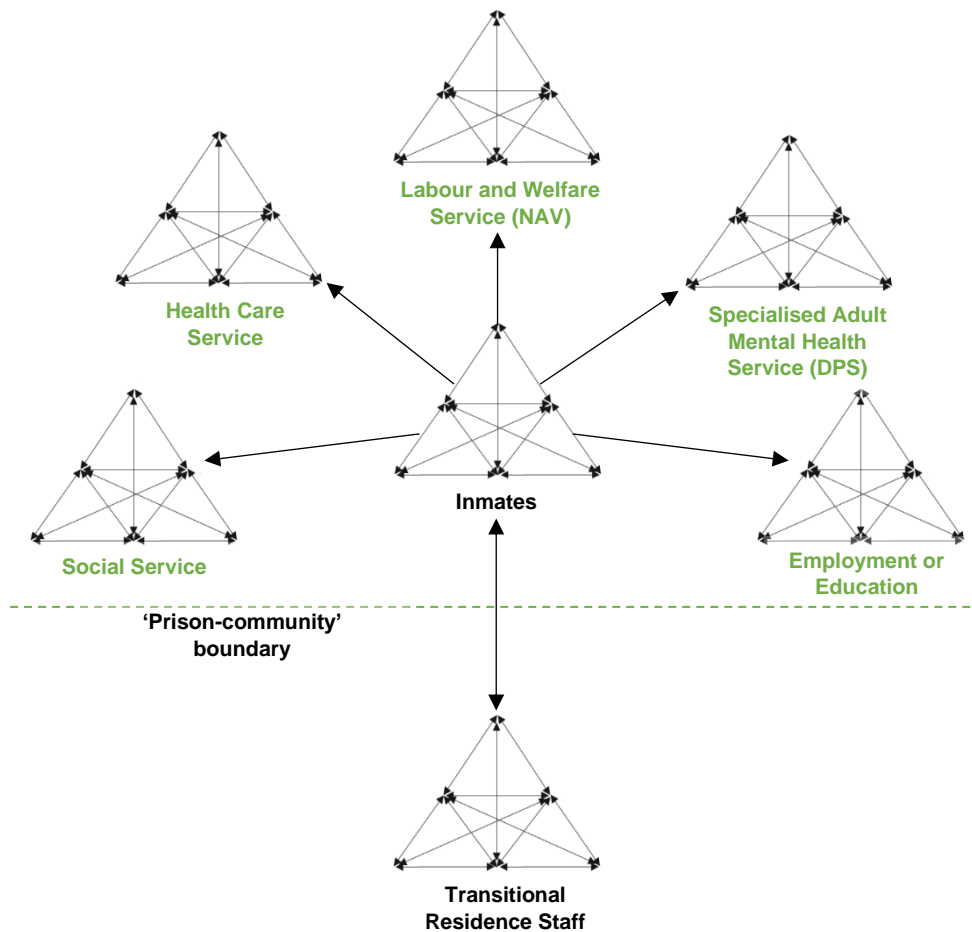 Labour and Welfare
Service (NAV)
Health Care
Service
Specialised Adult
Mental Health
Service (DPS)
Inmates
Social Service
Employment or
Education
‘Prison-community’
boundary
Transitional
Residence Staff